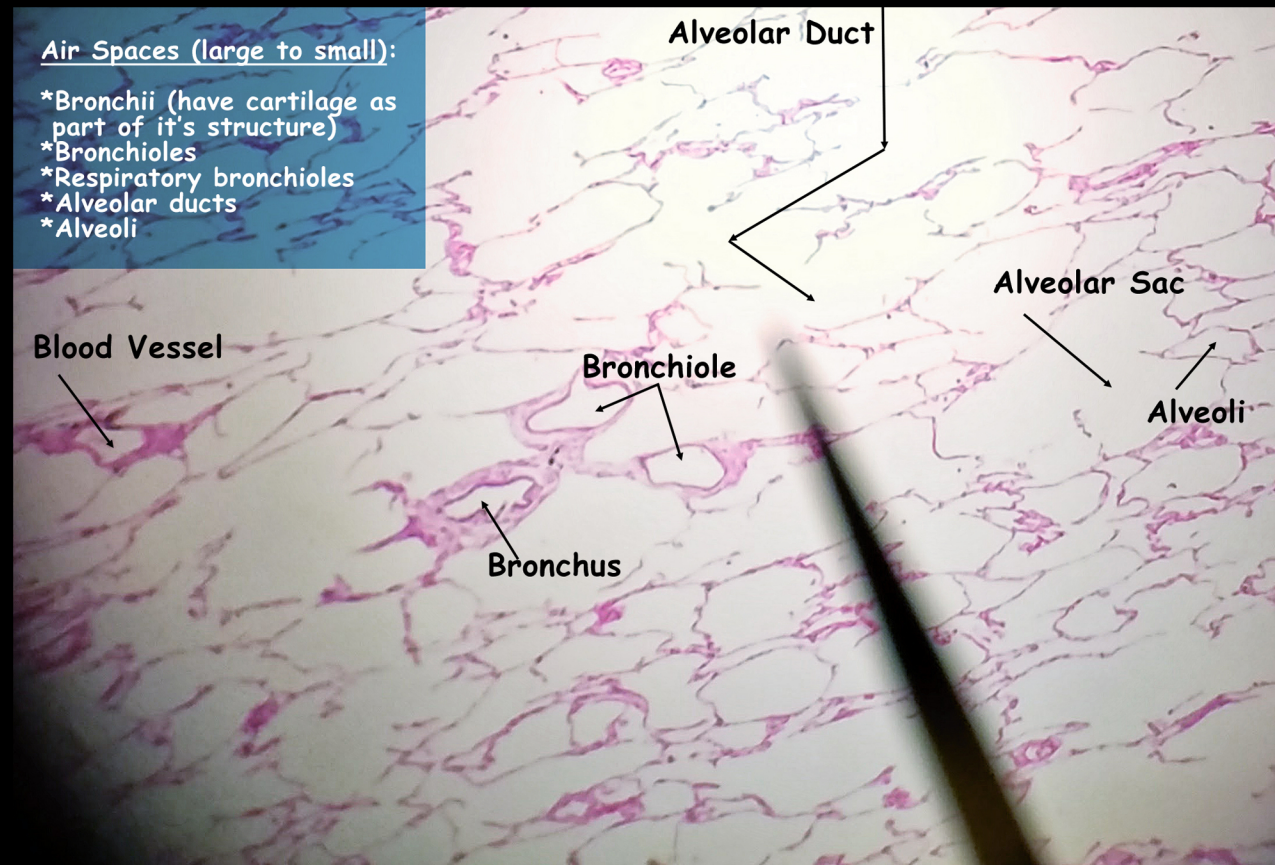 Air Spaces (large to small):
*Bronchii (have cartilage as
part of it's structure)
*Bronchioles
*Respiratory bronchioles
*Alveolar ducts
*Alveoli
Alveolar Duct
Alveolar Sac
Blood Vessel
Bronchiole
Alveoli
Bronchus